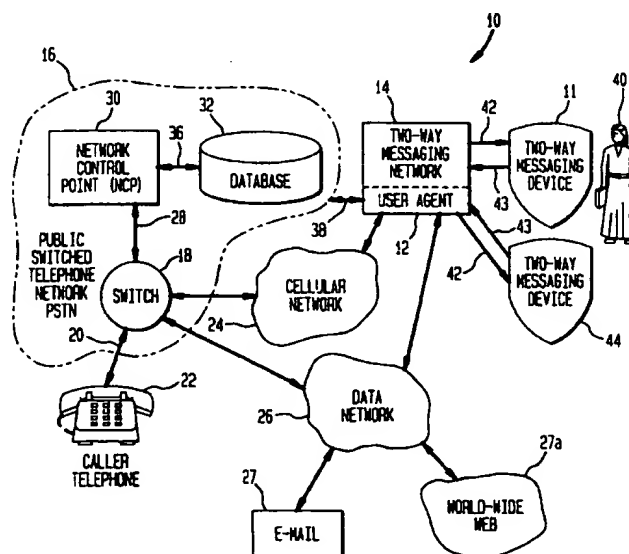 10
16
30
NETWORK
CONTROL
POINT (NCP)
36
32
DATABASE
14
TWO-WAY
MESSAGING
NETWORK
USER AGENT
12
42
43
11
TWO-WAY
MESSAGING
DEVICE
40
38
28
PUBLIC
SWITCHED
TELEPHONE
NETWORK
PSTN
18
SWITCH
CELLULAR
NETWORK
24
43
42
TWO-WAY
MESSAGING
DEVICE
44
20
22
CALLER
TELEPHONE
DATA
NETWORK
26
27
E-MAIL
27a
WORLD-WIDE
WEB